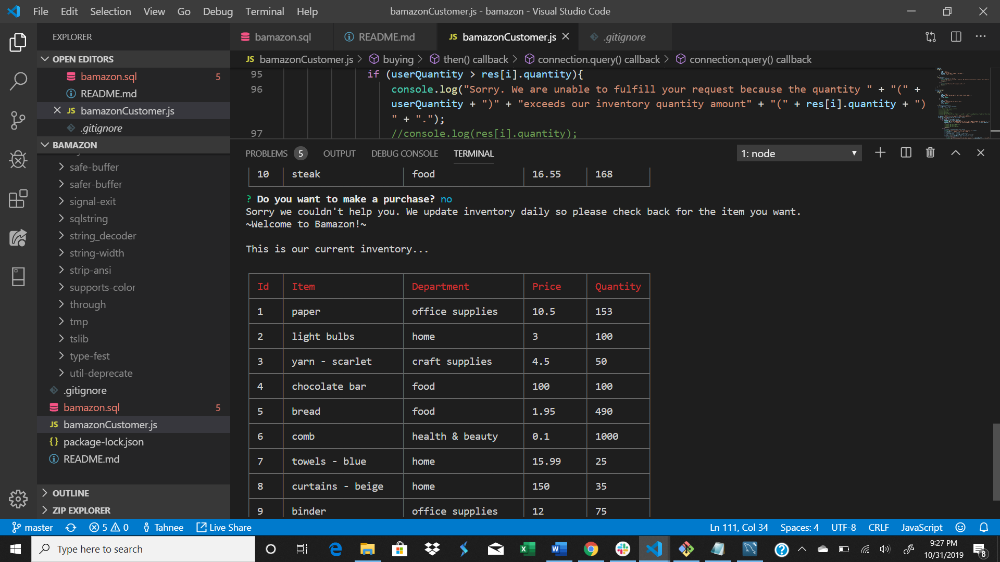 File Edit Selection View Go Debug Terminal Help
bamazonCustomer.js - bamazon - Visual Studio Code
EXPLORER
OPEN EDITORS
bamazon.sql 5
README.md
JS bamazonCustomer.js
.gitignore
BAMAZON
safe-buffer
safer-buffer
signal-exit
sqlstring
string_decoder
string-width
strip-ansi
supports-color
through
tmp
tslib
type-fest
util-deprecate
.gitignore
bamazon.sql 5
JS bamazonCustomer.js
{} package-lock.json
README.md
OUTLINE
ZIP EXPLORER
bamazon.sql README.md JS bamazonCustomer.js .gitignore
JS bamazonCustomer.js > buying > then() callback > connection.query() callback > connection.query() callback
95 if (userQuantity > res[i].quantity){
96 console.log("Sorry. We are unable to fulfill your request because the quantity " + "(" +
userQuantity + ")" + "exceeds our inventory quantity amount" + "(" + res[i].quantity + ")
" + ".");
97 //console.log(res[i].quantity);
PROBLEMS 5 OUTPUT DEBUG CONSOLE TERMINAL 1: node
10 steak food 16.55 168
? Do you want to make a purchase? no
Sorry we couldn't help you. We update inventory daily so please check back for the item you want.
~Welcome to Bamazon!~
This is our current inventory...
Id Item Department Price Quantity
1 paper office supplies 10.5 153
2 light bulbs home 3 100
3 yarn - scarlet craft supplies 4.5 50
4 chocolate bar food 100 100
5 bread food 1.95 490
6 comb health & beauty 0.1 1000
7 towels - blue home 15.99 25
8 curtains - beige home 150 35
9 binder office supplies 12 75
master 5 0 Tahnee Live Share Ln 111, Col 34 Spaces: 4 UTF-8 CRLF JavaScript
Type here to search
9:27 PM
10/31/2019
8